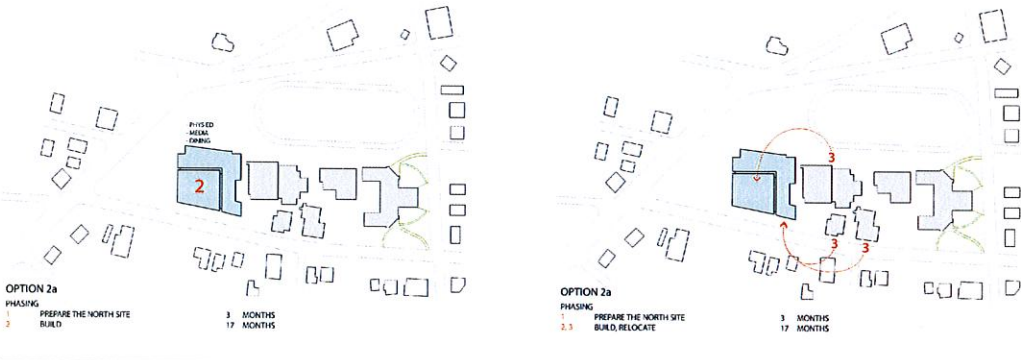 - PHYS ED
- MEDIA
- DINING
2
OPTION 2a
PHASING
1 PREPARE THE NORTH SITE 3 MONTHS
2 BUILD 17 MONTHS
3
3
3
OPTION 2a
PHASING
1 PREPARE THE NORTH SITE 3 MONTHS
2, 3 BUILD, RELOCATE 17 MONTHS